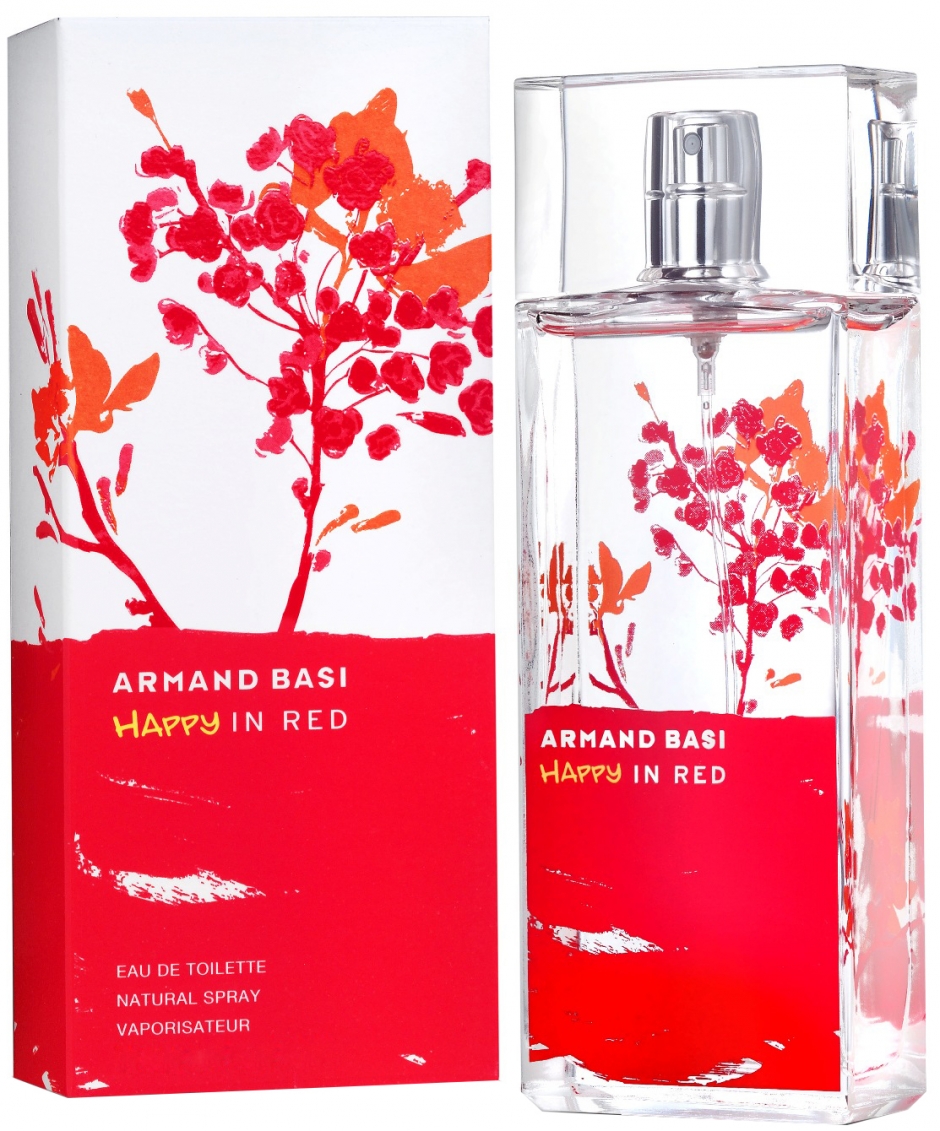 ARMAND BASI
HAPPY IN RED
EAU DE TOILETTE
NATURAL SPRAY
VAPORISATEUR
ARMAND BASI
HAPPY IN RED